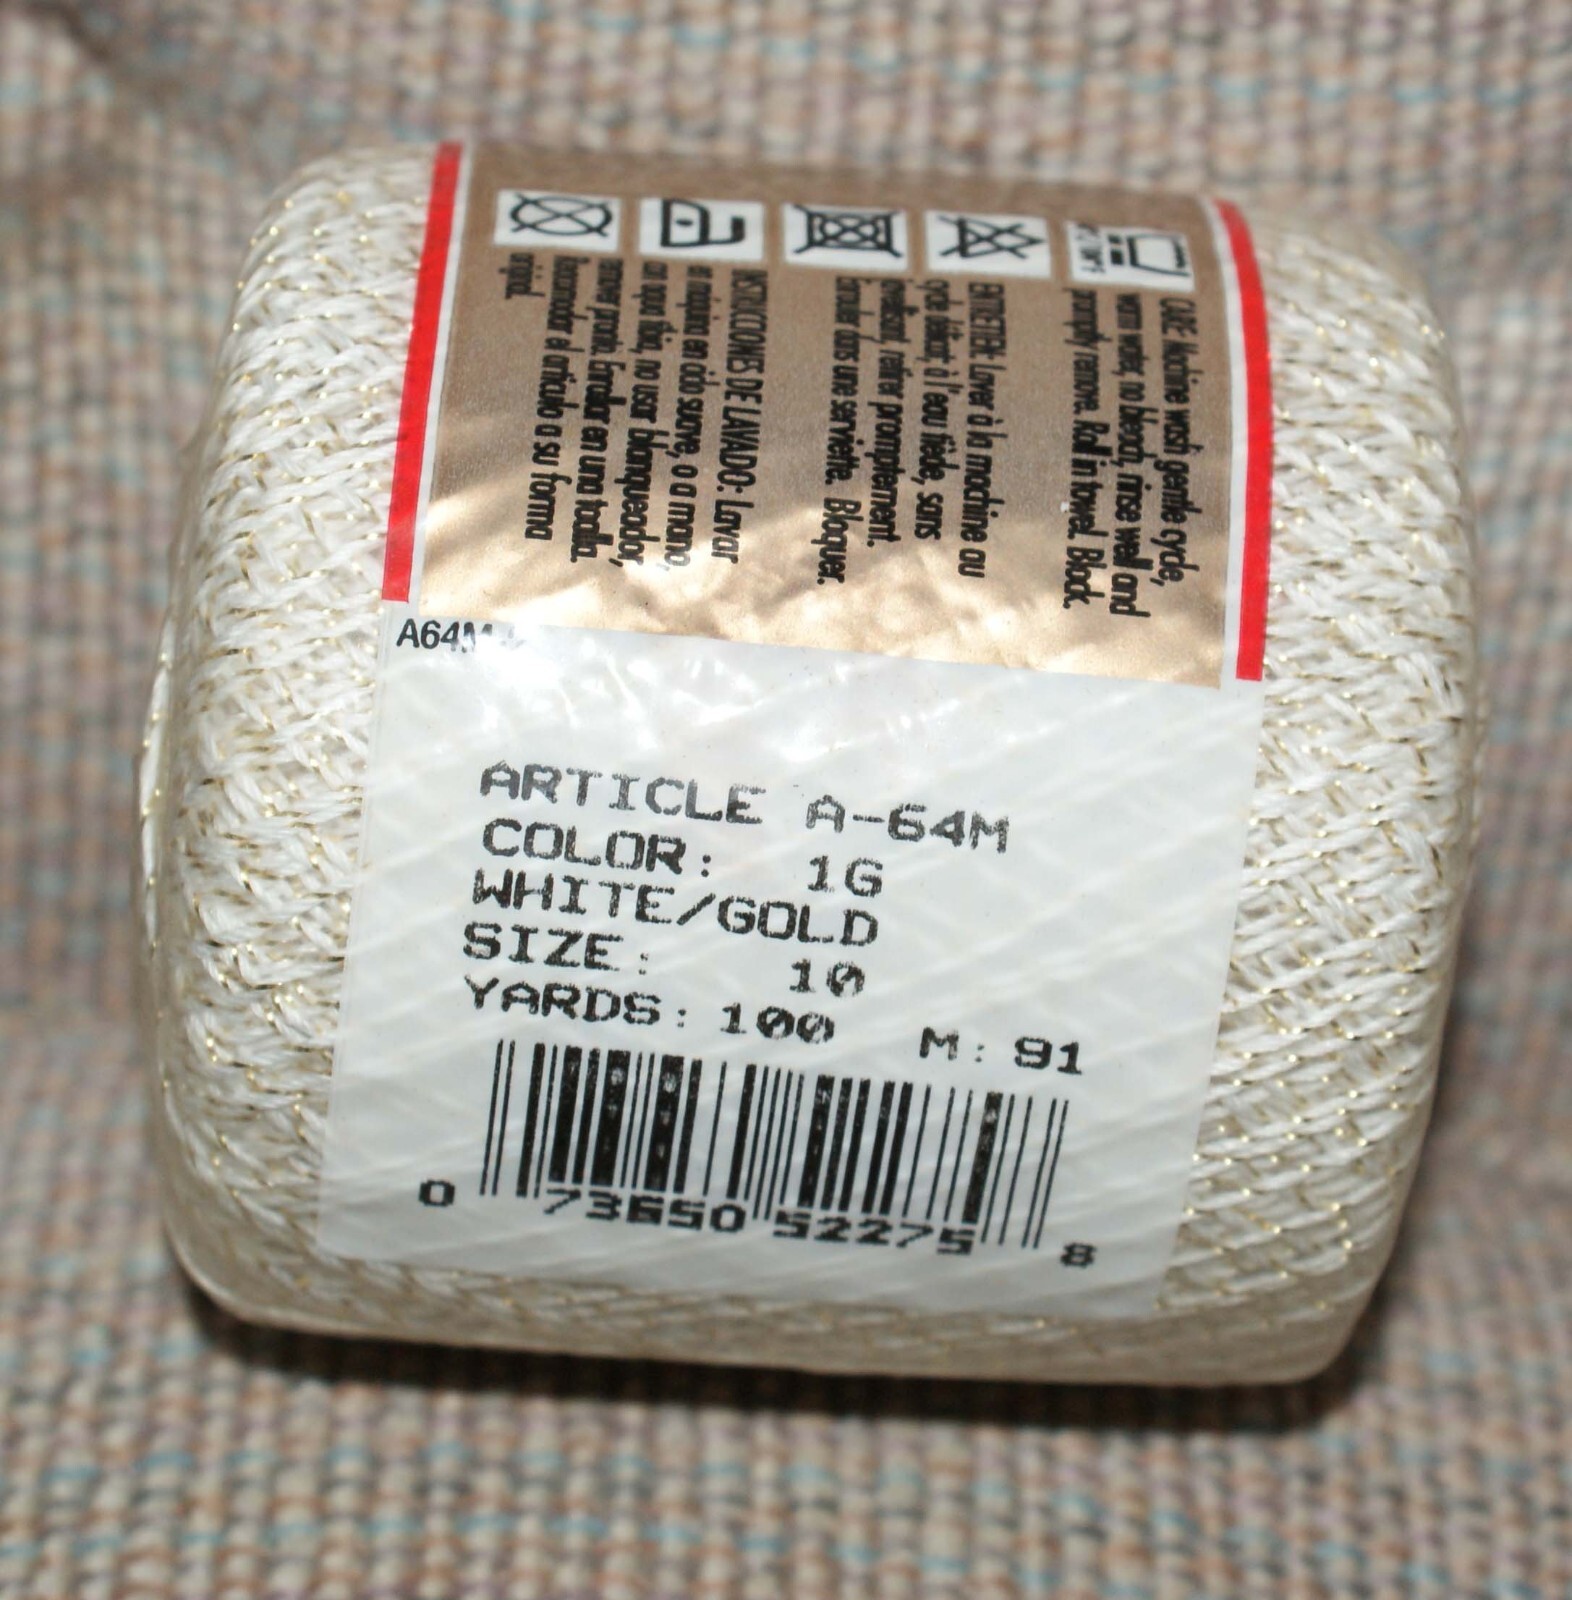 CARE: Machine wash gentle cycle,
warm water, no bleach, rinse well and
promptly remove. Roll in towel. Block.
ENTRETIEN: Laver à la machine au
cycle délicat, à l'eau tiède, sans
javellisant, retirer promptement.
Enrouler dans une serviette. Bloquer.
INSTRUCCIONES DE LAVADO: Lavar
en máquina en ciclo suave, o a mano,
con agua tibia, no usar blanqueador,
remover pronto. Enrollar en una toalla.
Reacomodar el artículo a su forma
original.
A64M
ARTICLE A-64M
COLOR: 1G
WHITE/GOLD
SIZE: 10
YARDS: 100 M: 91
0 73650 52275 8